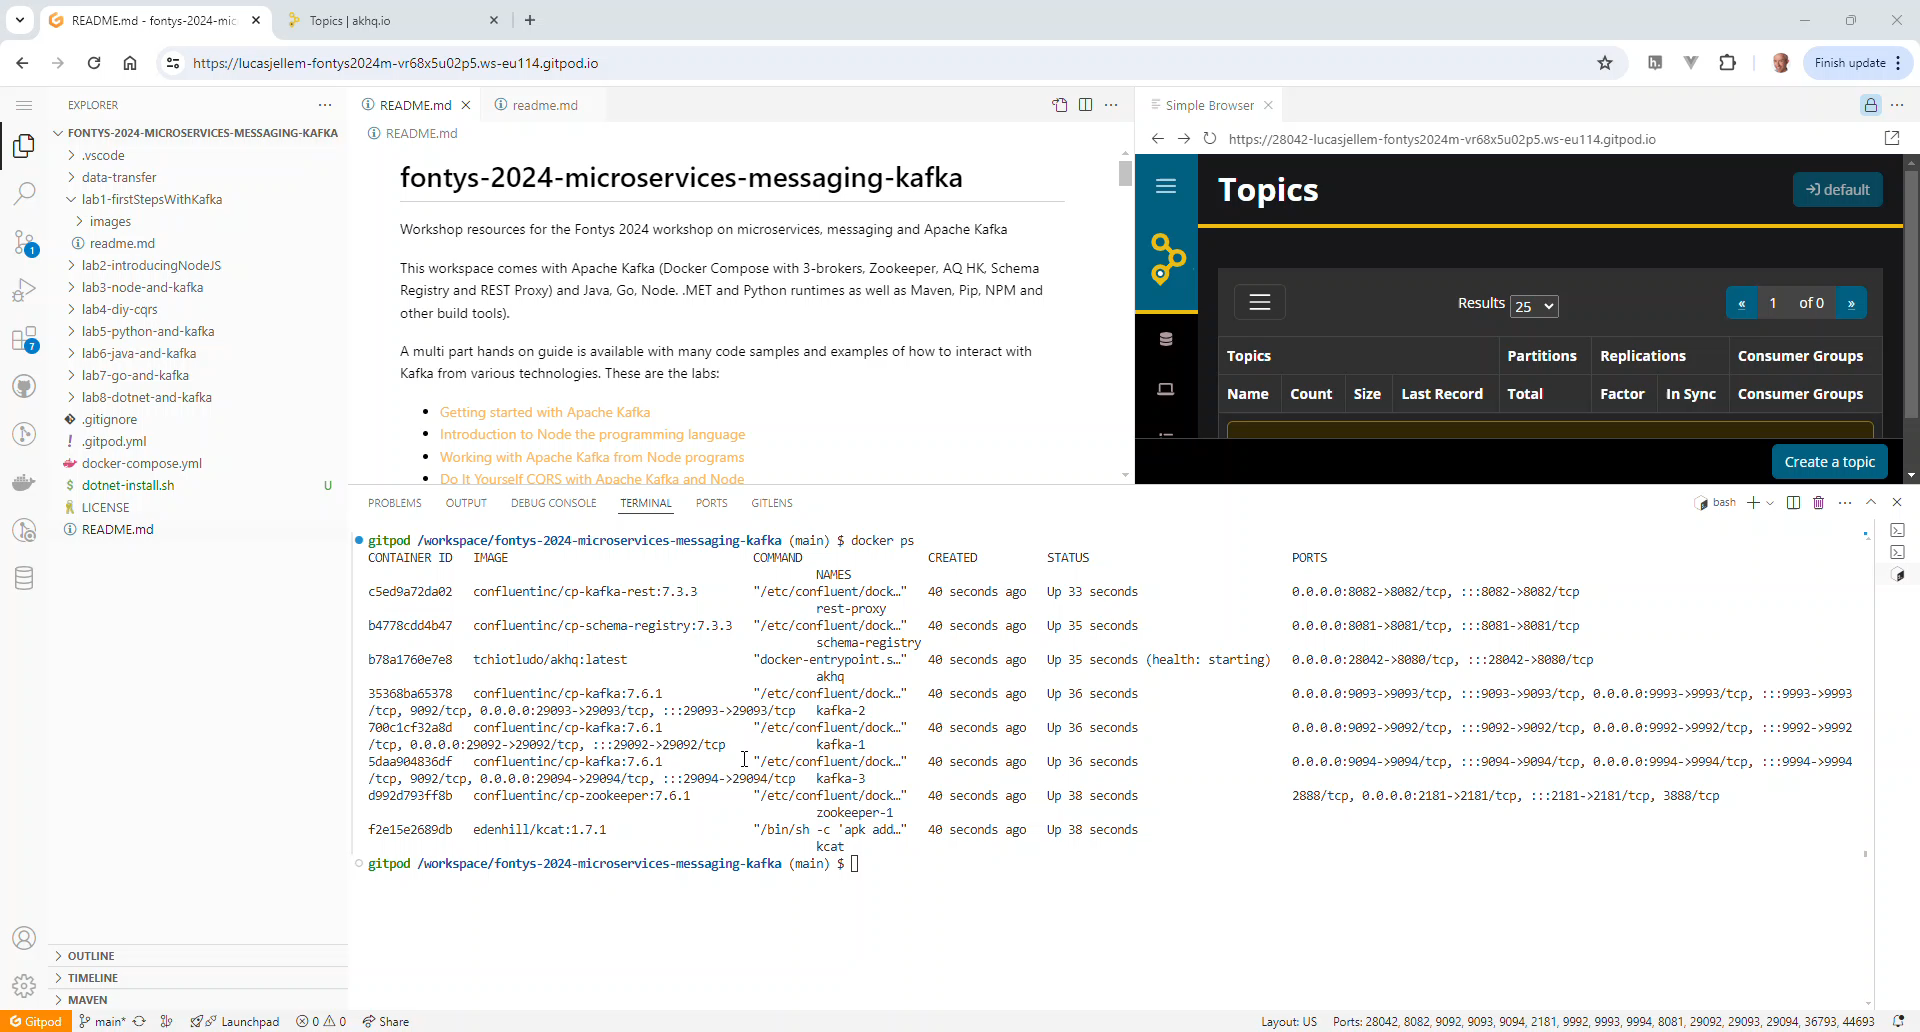 README.md - fontys-2024-mic
Topics | akhq.io
https://lucasjellem-fontys2024m-vr68x5u02p5.ws-eu114.gitpod.io
Finish update
EXPLORER
FONTYS-2024-MICROSERVICES-MESSAGING-KAFKA
.vscode
data-transfer
lab1-firstStepsWithKafka
images
readme.md
lab2-introducingNodeJS
lab3-node-and-kafka
lab4-diy-cqrs
lab5-python-and-kafka
lab6-java-and-kafka
lab7-go-and-kafka
lab8-dotnet-and-kafka
.gitignore
.gitpod.yml
docker-compose.yml
dotnet-install.sh U
LICENSE
README.md
OUTLINE
TIMELINE
MAVEN
1
7
README.md
readme.md
README.md
fontys-2024-microservices-messaging-kafka
Workshop resources for the Fontys 2024 workshop on microservices, messaging and Apache Kafka
This workspace comes with Apache Kafka (Docker Compose with 3-brokers, Zookeeper, AQ HK, Schema
Registry and REST Proxy) and Java, Go, Node. .MET and Python runtimes as well as Maven, Pip, NPM and
other build tools).
A multi part hands on guide is available with many code samples and examples of how to interact with
Kafka from various technologies. These are the labs:
Getting started with Apache Kafka
Introduction to Node the programming language
Working with Apache Kafka from Node programs
Do It Yourself CQRS with Apache Kafka and Node
Simple Browser
https://28042-lucasjellem-fontys2024m-vr68x5u02p5.ws-eu114.gitpod.io
Topics
default
Results 25
« 1 of 0 »
Topics Partitions Replications Consumer Groups
Name Count Size Last Record Total Factor In Sync Consumer Groups
Create a topic
PROBLEMS OUTPUT DEBUG CONSOLE TERMINAL PORTS GITLENS
bash
gitpod /workspace/fontys-2024-microservices-messaging-kafka (main) $ docker ps
CONTAINER ID IMAGE COMMAND CREATED STATUS PORTS
NAMES
c5ed9a72da02 confluentinc/cp-kafka-rest:7.3.3 "/etc/confluent/dock…" 40 seconds ago Up 33 seconds 0.0.0.0:8082->8082/tcp, :::8082->8082/tcp
rest-proxy
b4778cdd4b47 confluentinc/cp-schema-registry:7.3.3 "/etc/confluent/dock…" 40 seconds ago Up 35 seconds 0.0.0.0:8081->8081/tcp, :::8081->8081/tcp
schema-registry
b78a1760e7e8 tchiotludo/akhq:latest "docker-entrypoint.s…" 40 seconds ago Up 35 seconds (health: starting) 0.0.0.0:28042->8080/tcp, :::28042->8080/tcp
akhq
35368ba65378 confluentinc/cp-kafka:7.6.1 "/etc/confluent/dock…" 40 seconds ago Up 36 seconds 0.0.0.0:9093->9093/tcp, :::9093->9093/tcp, 0.0.0.0:9993->9993/tcp, :::9993->9993
/tcp, 9092/tcp, 0.0.0.0:29093->29093/tcp, :::29093->29093/tcp kafka-2
700c1cf32a8d confluentinc/cp-kafka:7.6.1 "/etc/confluent/dock…" 40 seconds ago Up 36 seconds 0.0.0.0:9092->9092/tcp, :::9092->9092/tcp, 0.0.0.0:9992->9992/tcp, :::9992->9992
/tcp, 0.0.0.0:29092->29092/tcp, :::29092->29092/tcp kafka-1
5daa904836df confluentinc/cp-kafka:7.6.1 "/etc/confluent/dock…" 40 seconds ago Up 36 seconds 0.0.0.0:9094->9094/tcp, :::9094->9094/tcp, 0.0.0.0:9994->9994/tcp, :::9994->9994
/tcp, 9092/tcp, 0.0.0.0:29094->29094/tcp, :::29094->29094/tcp kafka-3
d992d793ff8b confluentinc/cp-zookeeper:7.6.1 "/etc/confluent/dock…" 40 seconds ago Up 38 seconds 2888/tcp, 0.0.0.0:2181->2181/tcp, :::2181->2181/tcp, 3888/tcp
zookeeper-1
f2e15e2689db edenhill/kcat:1.7.1 "/bin/sh -c 'apk add…" 40 seconds ago Up 38 seconds
kcat
gitpod /workspace/fontys-2024-microservices-messaging-kafka (main) $
Gitpod main* Launchpad 0 0 Share Layout: US Ports: 28042, 8082, 9092, 9093, 9094, 2181, 9992, 9993, 9994, 8081, 29092, 29093, 29094, 36793, 44693